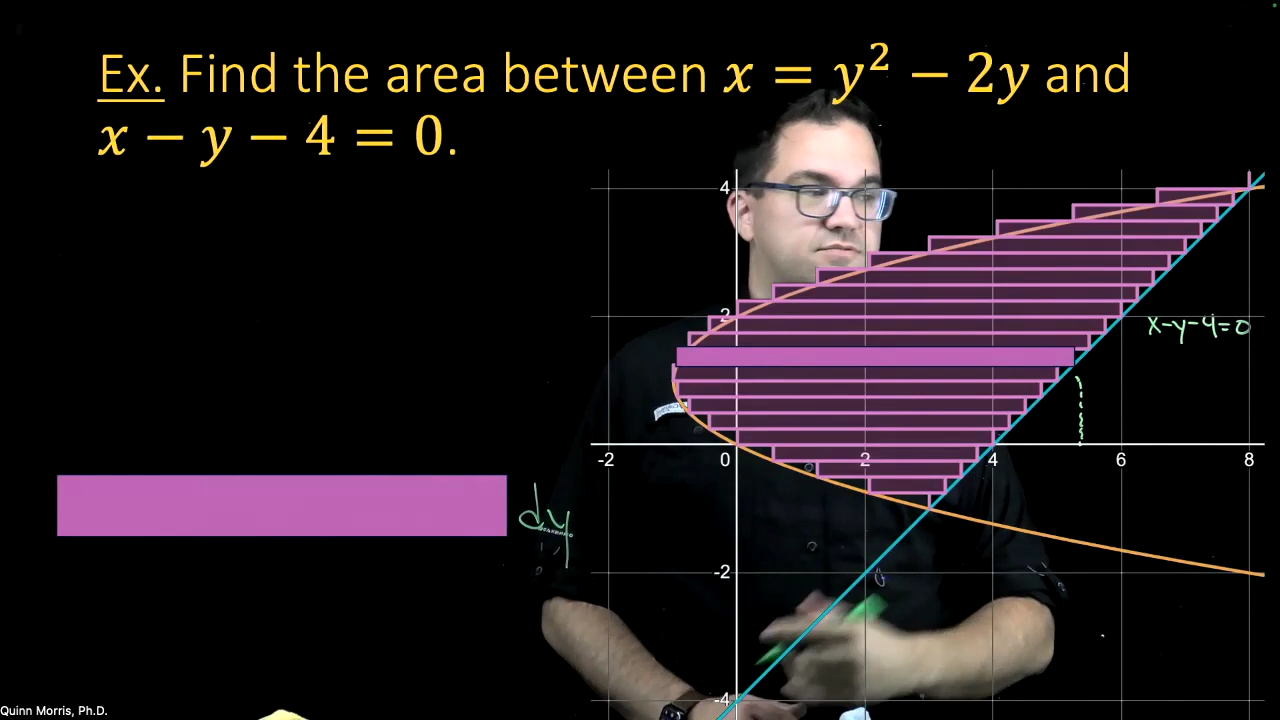 Ex. Find the area between x = y² − 2y and
x − y − 4 = 0.
4
2
x-y-4=0
-2 0 2 4 6 8
dy
-2
-4
Quinn Morris, Ph.D.